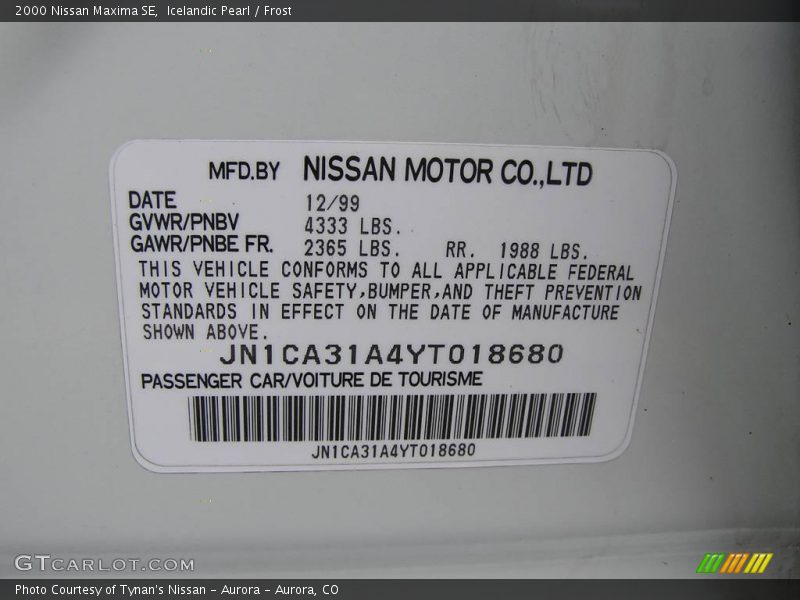 2000 Nissan Maxima SE,  Icelandic Pearl / Frost
MFD.BY NISSAN MOTOR CO.,LTD
DATE 12/99
GVWR/PNBV 4333 LBS.
GAWR/PNBE FR. 2365 LBS. RR. 1988 LBS.
THIS VEHICLE CONFORMS TO ALL APPLICABLE FEDERAL
MOTOR VEHICLE SAFETY,BUMPER,AND THEFT PREVENTION
STANDARDS IN EFFECT ON THE DATE OF MANUFACTURE
SHOWN ABOVE.
JN1CA31A4YT018680
PASSENGER CAR/VOITURE DE TOURISME
JN1CA31A4YT018680
GTCARLOT.COM
Photo Courtesy of Tynan's Nissan - Aurora - Aurora, CO